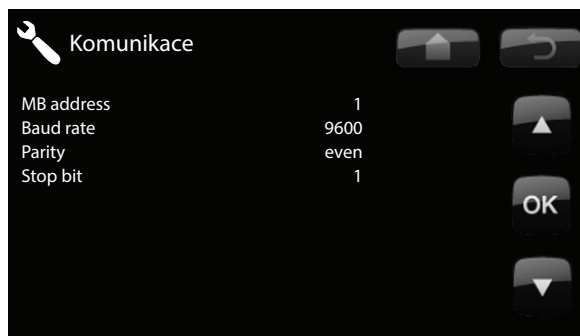 Komunikace
MB address 1
Baud rate 9600
Parity even
Stop bit 1
OK